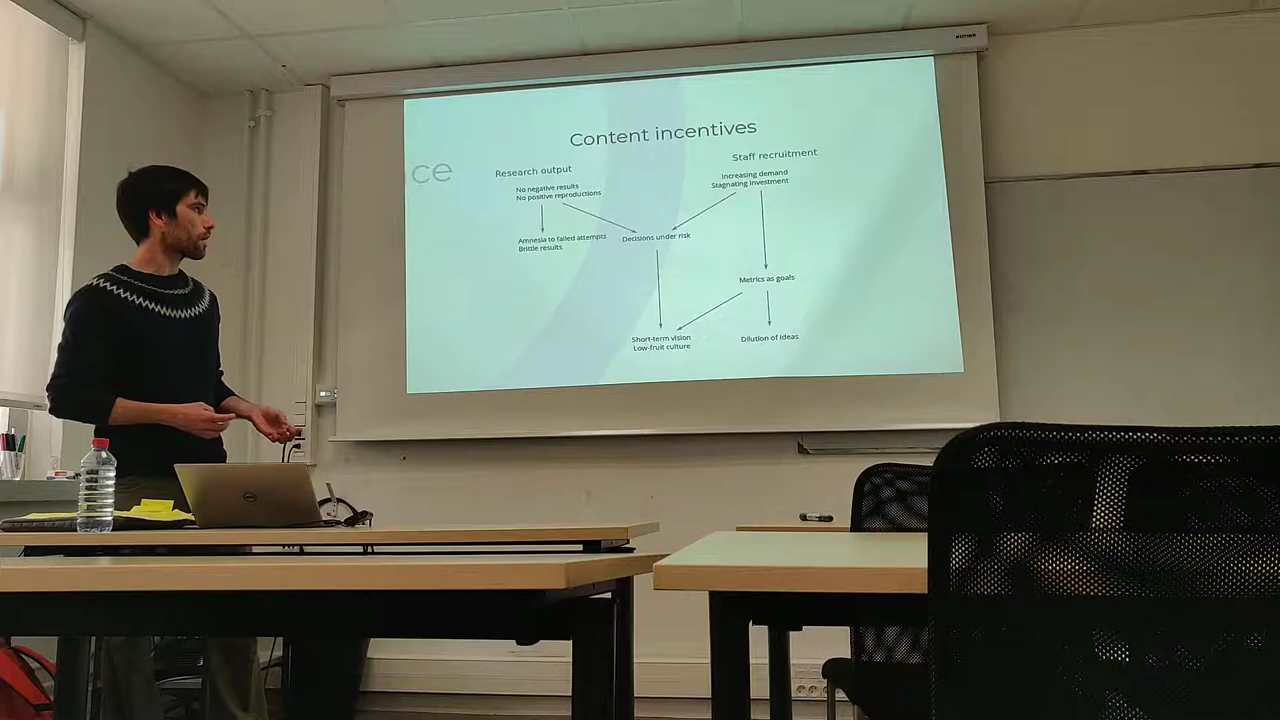 kimex
Content incentives
ce
Research output
Staff recruitment
No negative results
No positive reproductions
Increasing demand
Stagnating investment
Amnesia to failed attempts
Brittle results
Decisions under risk
Metrics as goals
Short-term vision
Low-fruit culture
Dilution of ideas
DELL